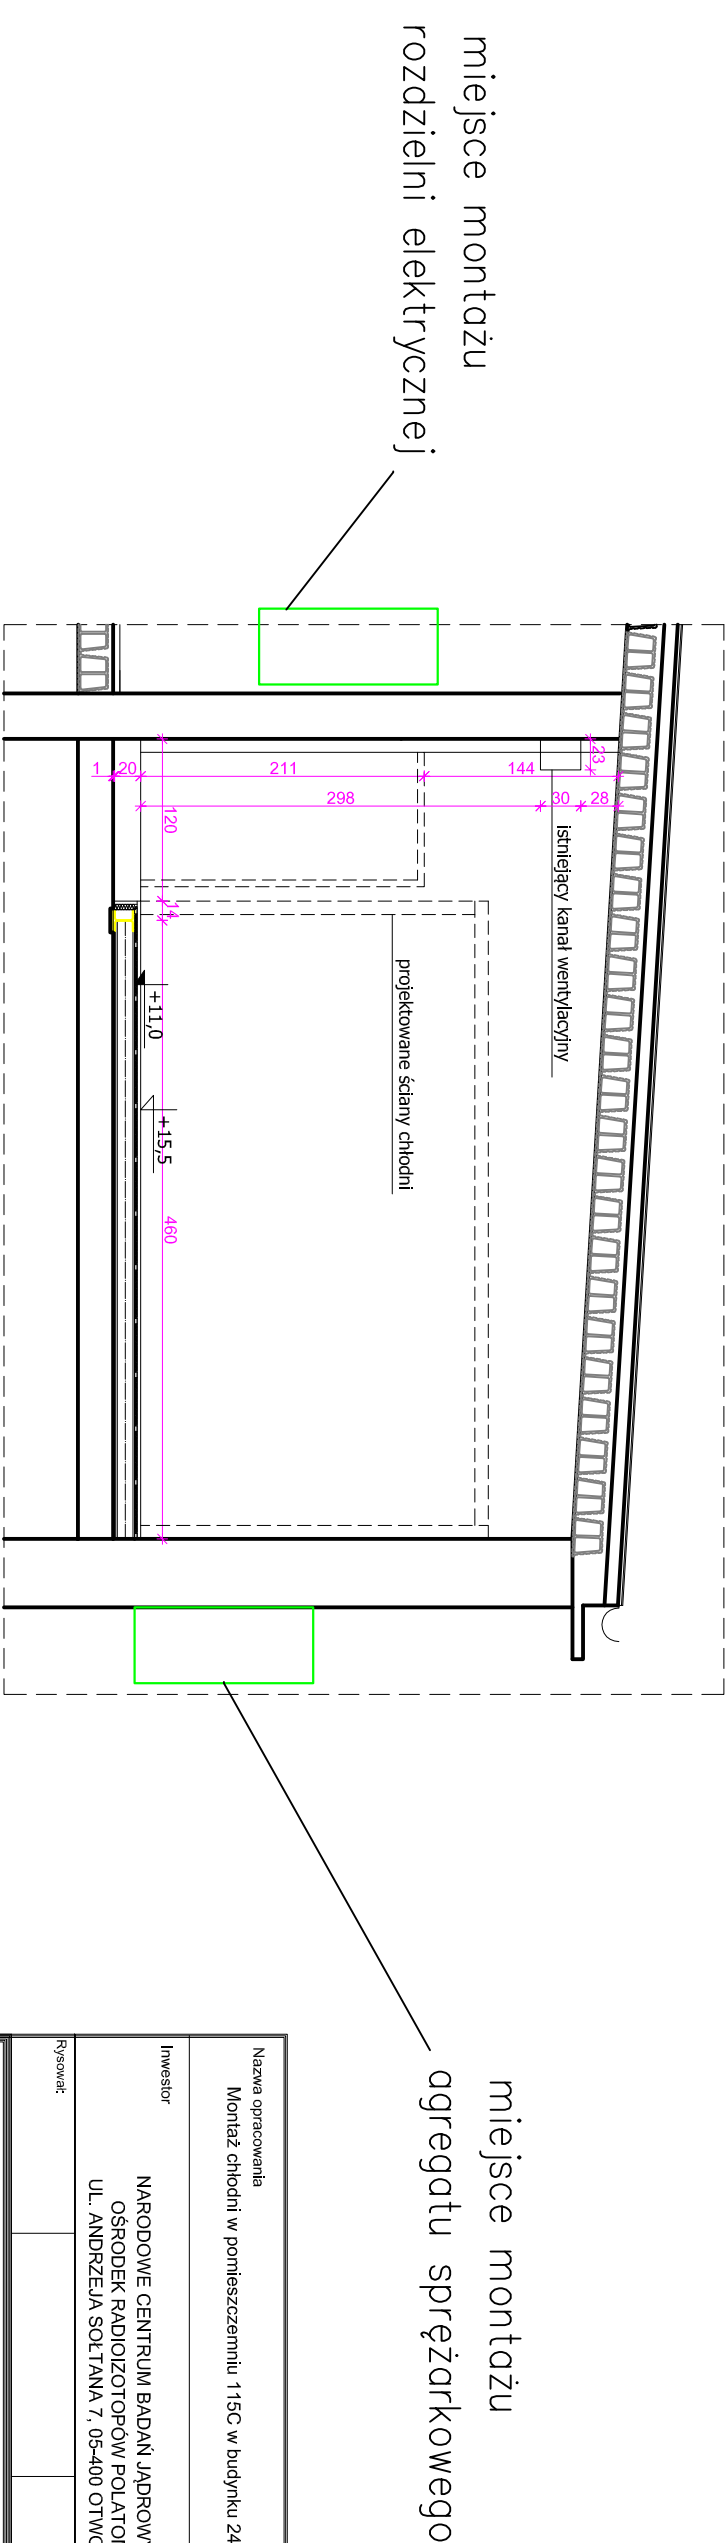 miejsce montażu
rozdzielni elektrycznej
23
1
20
211
144
298
30
28
120
14
istniejący kanał wentylacyjny
projektowane ściany chłodni
+11,0
+15,5
460
miejsce montażu
agregatu sprężarkowego
Nazwa opracowania
Montaż chłodni w pomieszczemniu 115C w budynku 24
Inwestor
NARODOWE CENTRUM BADAŃ JĄDROW
OŚRODEK RADIOIZOTOPÓW POLATO
UL. ANDRZEJA SOŁTANA 7, 05-400 OTWO
Rysował: